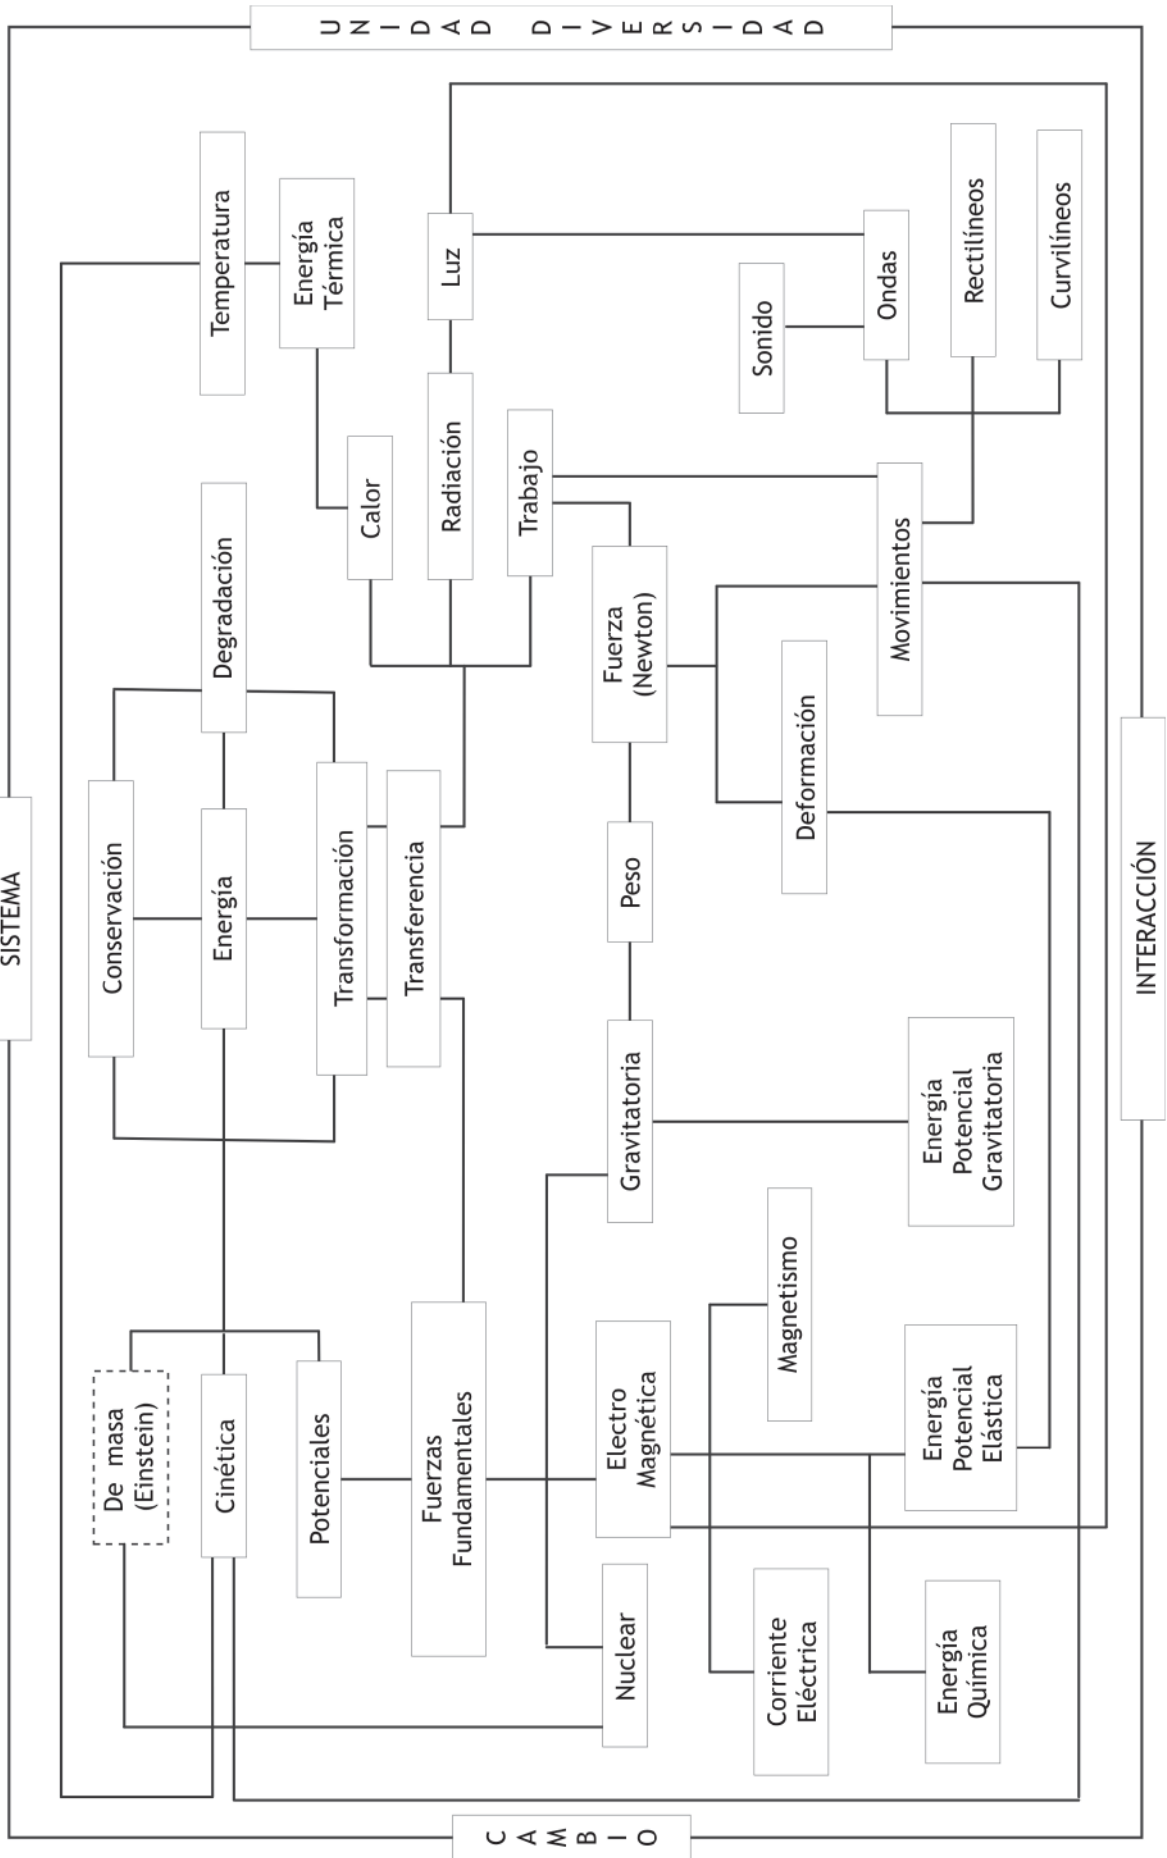 SISTEMA
CAMBIO
UNIDAD DIVERSIDAD
INTERACCIÓN
De masa
(Einstein)
Cinética
Potenciales
Fuerzas
Fundamentales
Conservación
Energía
Transformación
Transferencia
Degradación
Temperatura
Energía
Térmica
Calor
Radiación
Luz
Trabajo
Nuclear
Electro
Magnética
Gravitatoria
Peso
Fuerza
(Newton)
Sonido
Corriente
Eléctrica
Magnetismo
Deformación
Movimientos
Ondas
Rectilíneos
Curvilíneos
Energía
Química
Energía
Potencial
Elástica
Energía
Potencial
Gravitatoria